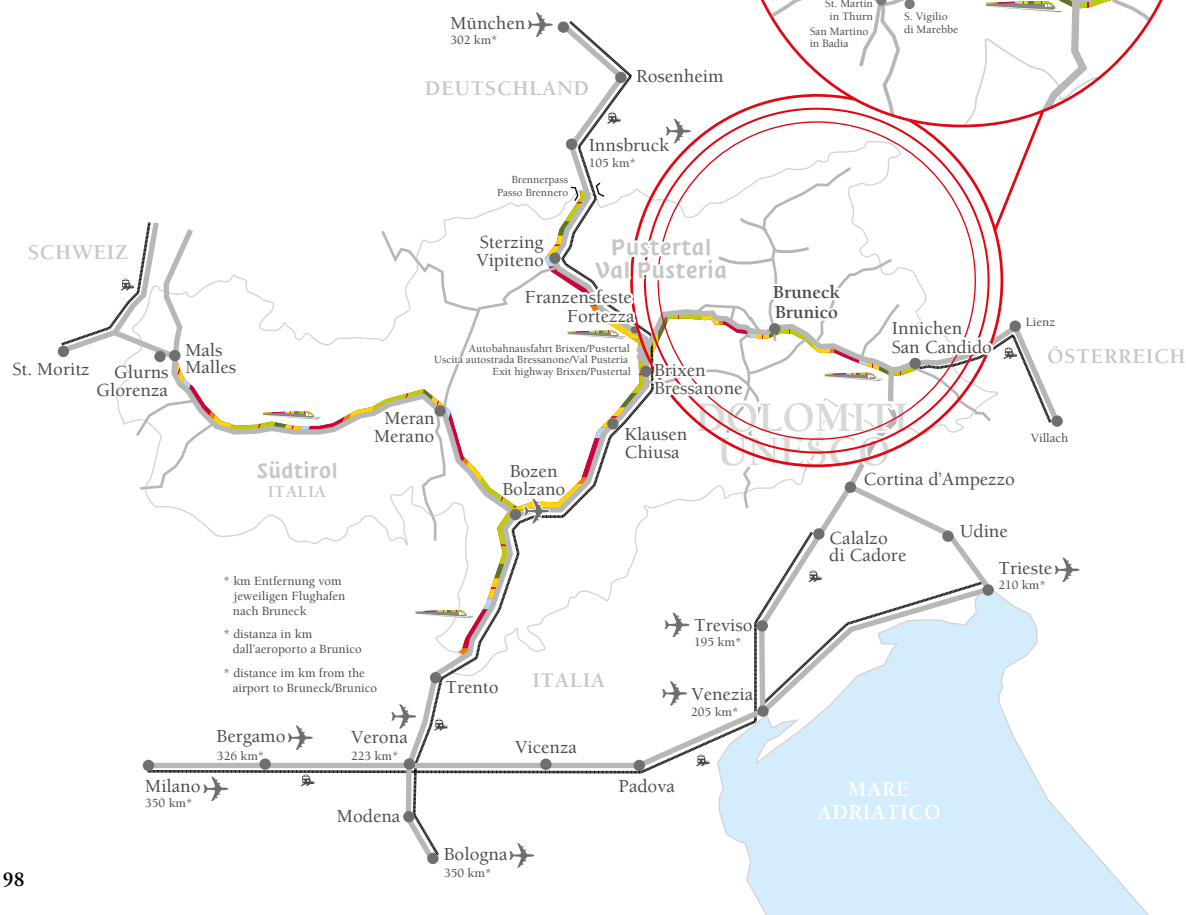 St. Martin
in Thurn
San Martino
in Badia
S. Vigilio
di Marebbe
München
302 km*
DEUTSCHLAND
Rosenheim
Innsbruck
105 km*
Brennerpass
Passo Brennero
SCHWEIZ
Sterzing
Vipiteno
Pustertal
Val Pusteria
Franzensfeste
Fortezza
Bruneck
Brunico
Innichen
San Candido
Lienz
ÖSTERREICH
Autobahnausfahrt Brixen/Pustertal
Uscita autostrada Bressanone/Val Pusteria
Exit highway Brixen/Pustertal
St. Moritz
Mals
Malles
Glurns
Glorenza
Brixen
Bressanone
Meran
Merano
DOLOMITI
UNESCO
Klausen
Chiusa
Villach
Südtirol
ITALIA
Bozen
Bolzano
Cortina d'Ampezzo
Calalzo
di Cadore
Udine
Trieste
210 km*
* km Entfernung vom
jeweiligen Flughafen
nach Bruneck
* distanza in km
dall'aeroporto a Brunico
* distance im km from the
airport to Bruneck/Brunico
Treviso
195 km*
Trento
ITALIA
Venezia
205 km*
Bergamo
326 km*
Verona
223 km*
Vicenza
Milano
350 km*
Padova
MARE
ADRIATICO
Modena
Bologna
350 km*
98